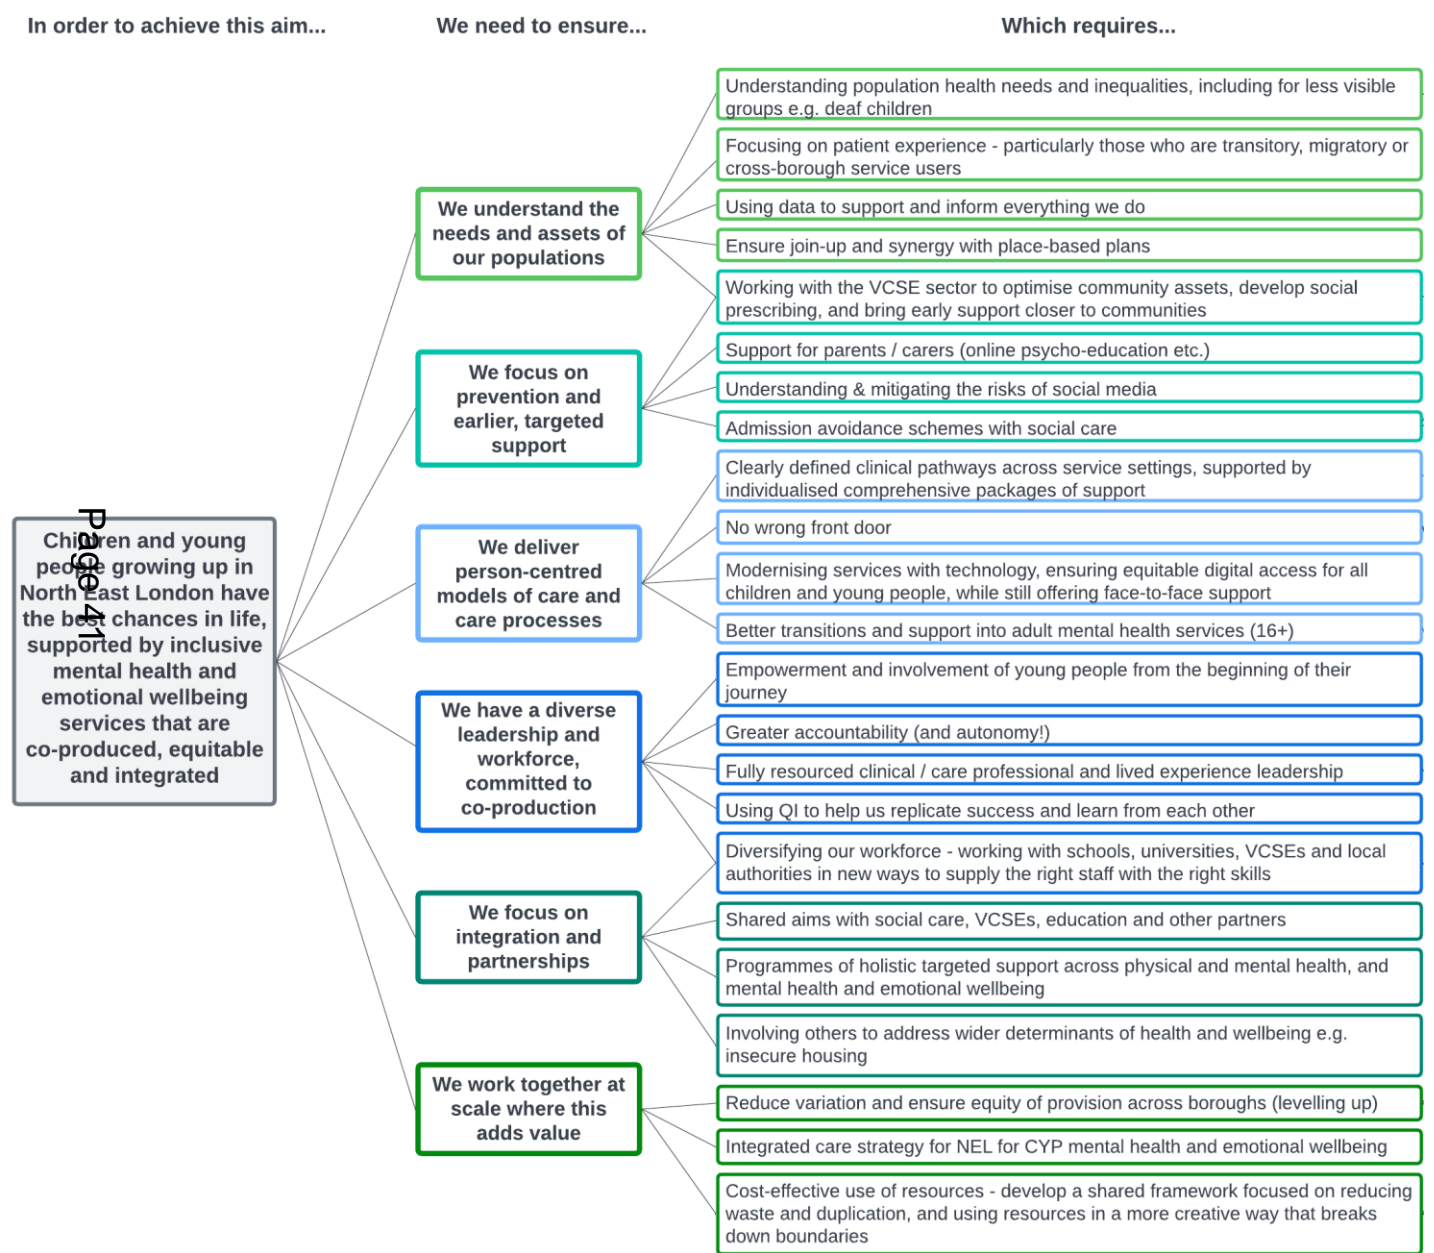 In order to achieve this aim...
We need to ensure...
Which requires...
Children and young
people growing up in
North East London have
the best chances in life,
supported by inclusive
mental health and
emotional wellbeing
services that are
co-produced, equitable
and integrated
Page 41
We understand the
needs and assets of
our populations
Understanding population health needs and inequalities, including for less visible
groups e.g. deaf children
Focusing on patient experience - particularly those who are transitory, migratory or
cross-borough service users
Using data to support and inform everything we do
Ensure join-up and synergy with place-based plans
Working with the VCSE sector to optimise community assets, develop social
prescribing, and bring early support closer to communities
We focus on
prevention and
earlier, targeted
support
Support for parents / carers (online psycho-education etc.)
Understanding & mitigating the risks of social media
Admission avoidance schemes with social care
We deliver
person-centred
models of care and
care processes
Clearly defined clinical pathways across service settings, supported by
individualised comprehensive packages of support
No wrong front door
Modernising services with technology, ensuring equitable digital access for all
children and young people, while still offering face-to-face support
Better transitions and support into adult mental health services (16+)
We have a diverse
leadership and
workforce,
committed to
co-production
Empowerment and involvement of young people from the beginning of their
journey
Greater accountability (and autonomy!)
Fully resourced clinical / care professional and lived experience leadership
Using QI to help us replicate success and learn from each other
Diversifying our workforce - working with schools, universities, VCSEs and local
authorities in new ways to supply the right staff with the right skills
We focus on
integration and
partnerships
Shared aims with social care, VCSEs, education and other partners
Programmes of holistic targeted support across physical and mental health, and
mental health and emotional wellbeing
Involving others to address wider determinants of health and wellbeing e.g.
insecure housing
We work together at
scale where this
adds value
Reduce variation and ensure equity of provision across boroughs (levelling up)
Integrated care strategy for NEL for CYP mental health and emotional wellbeing
Cost-effective use of resources - develop a shared framework focused on reducing
waste and duplication, and using resources in a more creative way that breaks
down boundaries